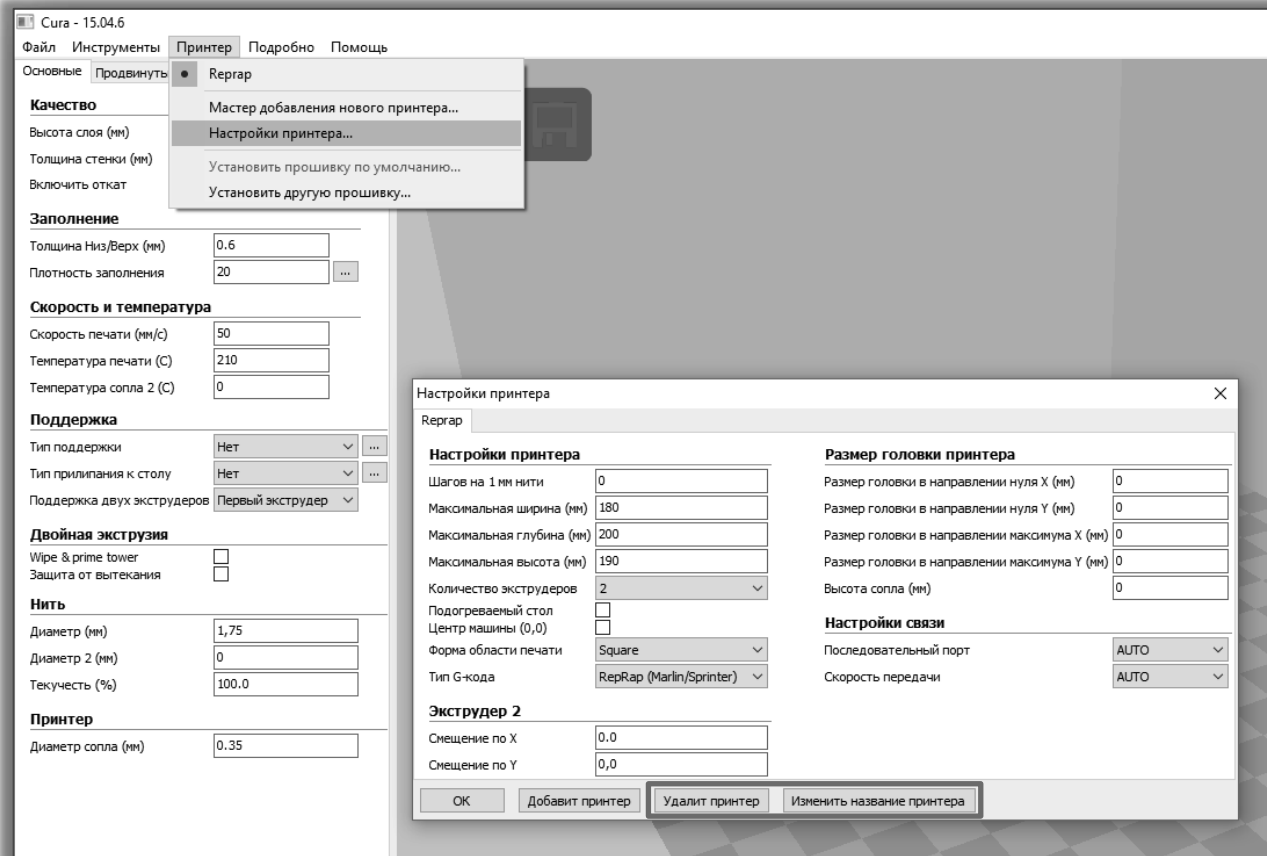 Cura - 15.04.6
Файл Инструменты Принтер Подробно Помощь
Основные Продвинуты
Reprap
Мастер добавления нового принтера...
Настройки принтера...
Установить прошивку по умолчанию...
Установить другую прошивку...
Качество
Высота слоя (мм)
Толщина стенки (мм)
Включить откат
Заполнение
Толщина Низ/Верх (мм) 0.6
Плотность заполнения 20 ...
Скорость и температура
Скорость печати (мм/с) 50
Температура печати (C) 210
Температура сопла 2 (C) 0
Поддержка
Тип поддержки Нет ...
Тип прилипания к столу Нет ...
Поддержка двух экструдеров Первый экструдер
Двойная экструзия
Wipe & prime tower
Защита от вытекания
Нить
Диаметр (мм) 1,75
Диаметр 2 (мм) 0
Текучесть (%) 100.0
Принтер
Диаметр сопла (мм) 0.35
Настройки принтера
Reprap
Настройки принтера
Шагов на 1 мм нити 0
Максимальная ширина (мм) 180
Максимальная глубина (мм) 200
Максимальная высота (мм) 190
Количество экструдеров 2
Подогреваемый стол
Центр машины (0,0)
Форма области печати Square
Тип G-кода RepRap (Marlin/Sprinter)
Экструдер 2
Смещение по X 0.0
Смещение по Y 0,0
Размер головки принтера
Размер головки в направлении нуля X (мм) 0
Размер головки в направлении нуля Y (мм) 0
Размер головки в направлении максимума X (мм) 0
Размер головки в направлении максимума Y (мм) 0
Высота сопла (мм) 0
Настройки связи
Последовательный порт AUTO
Скорость передачи AUTO
OK Добавит принтер Удалит принтер Изменить название принтера